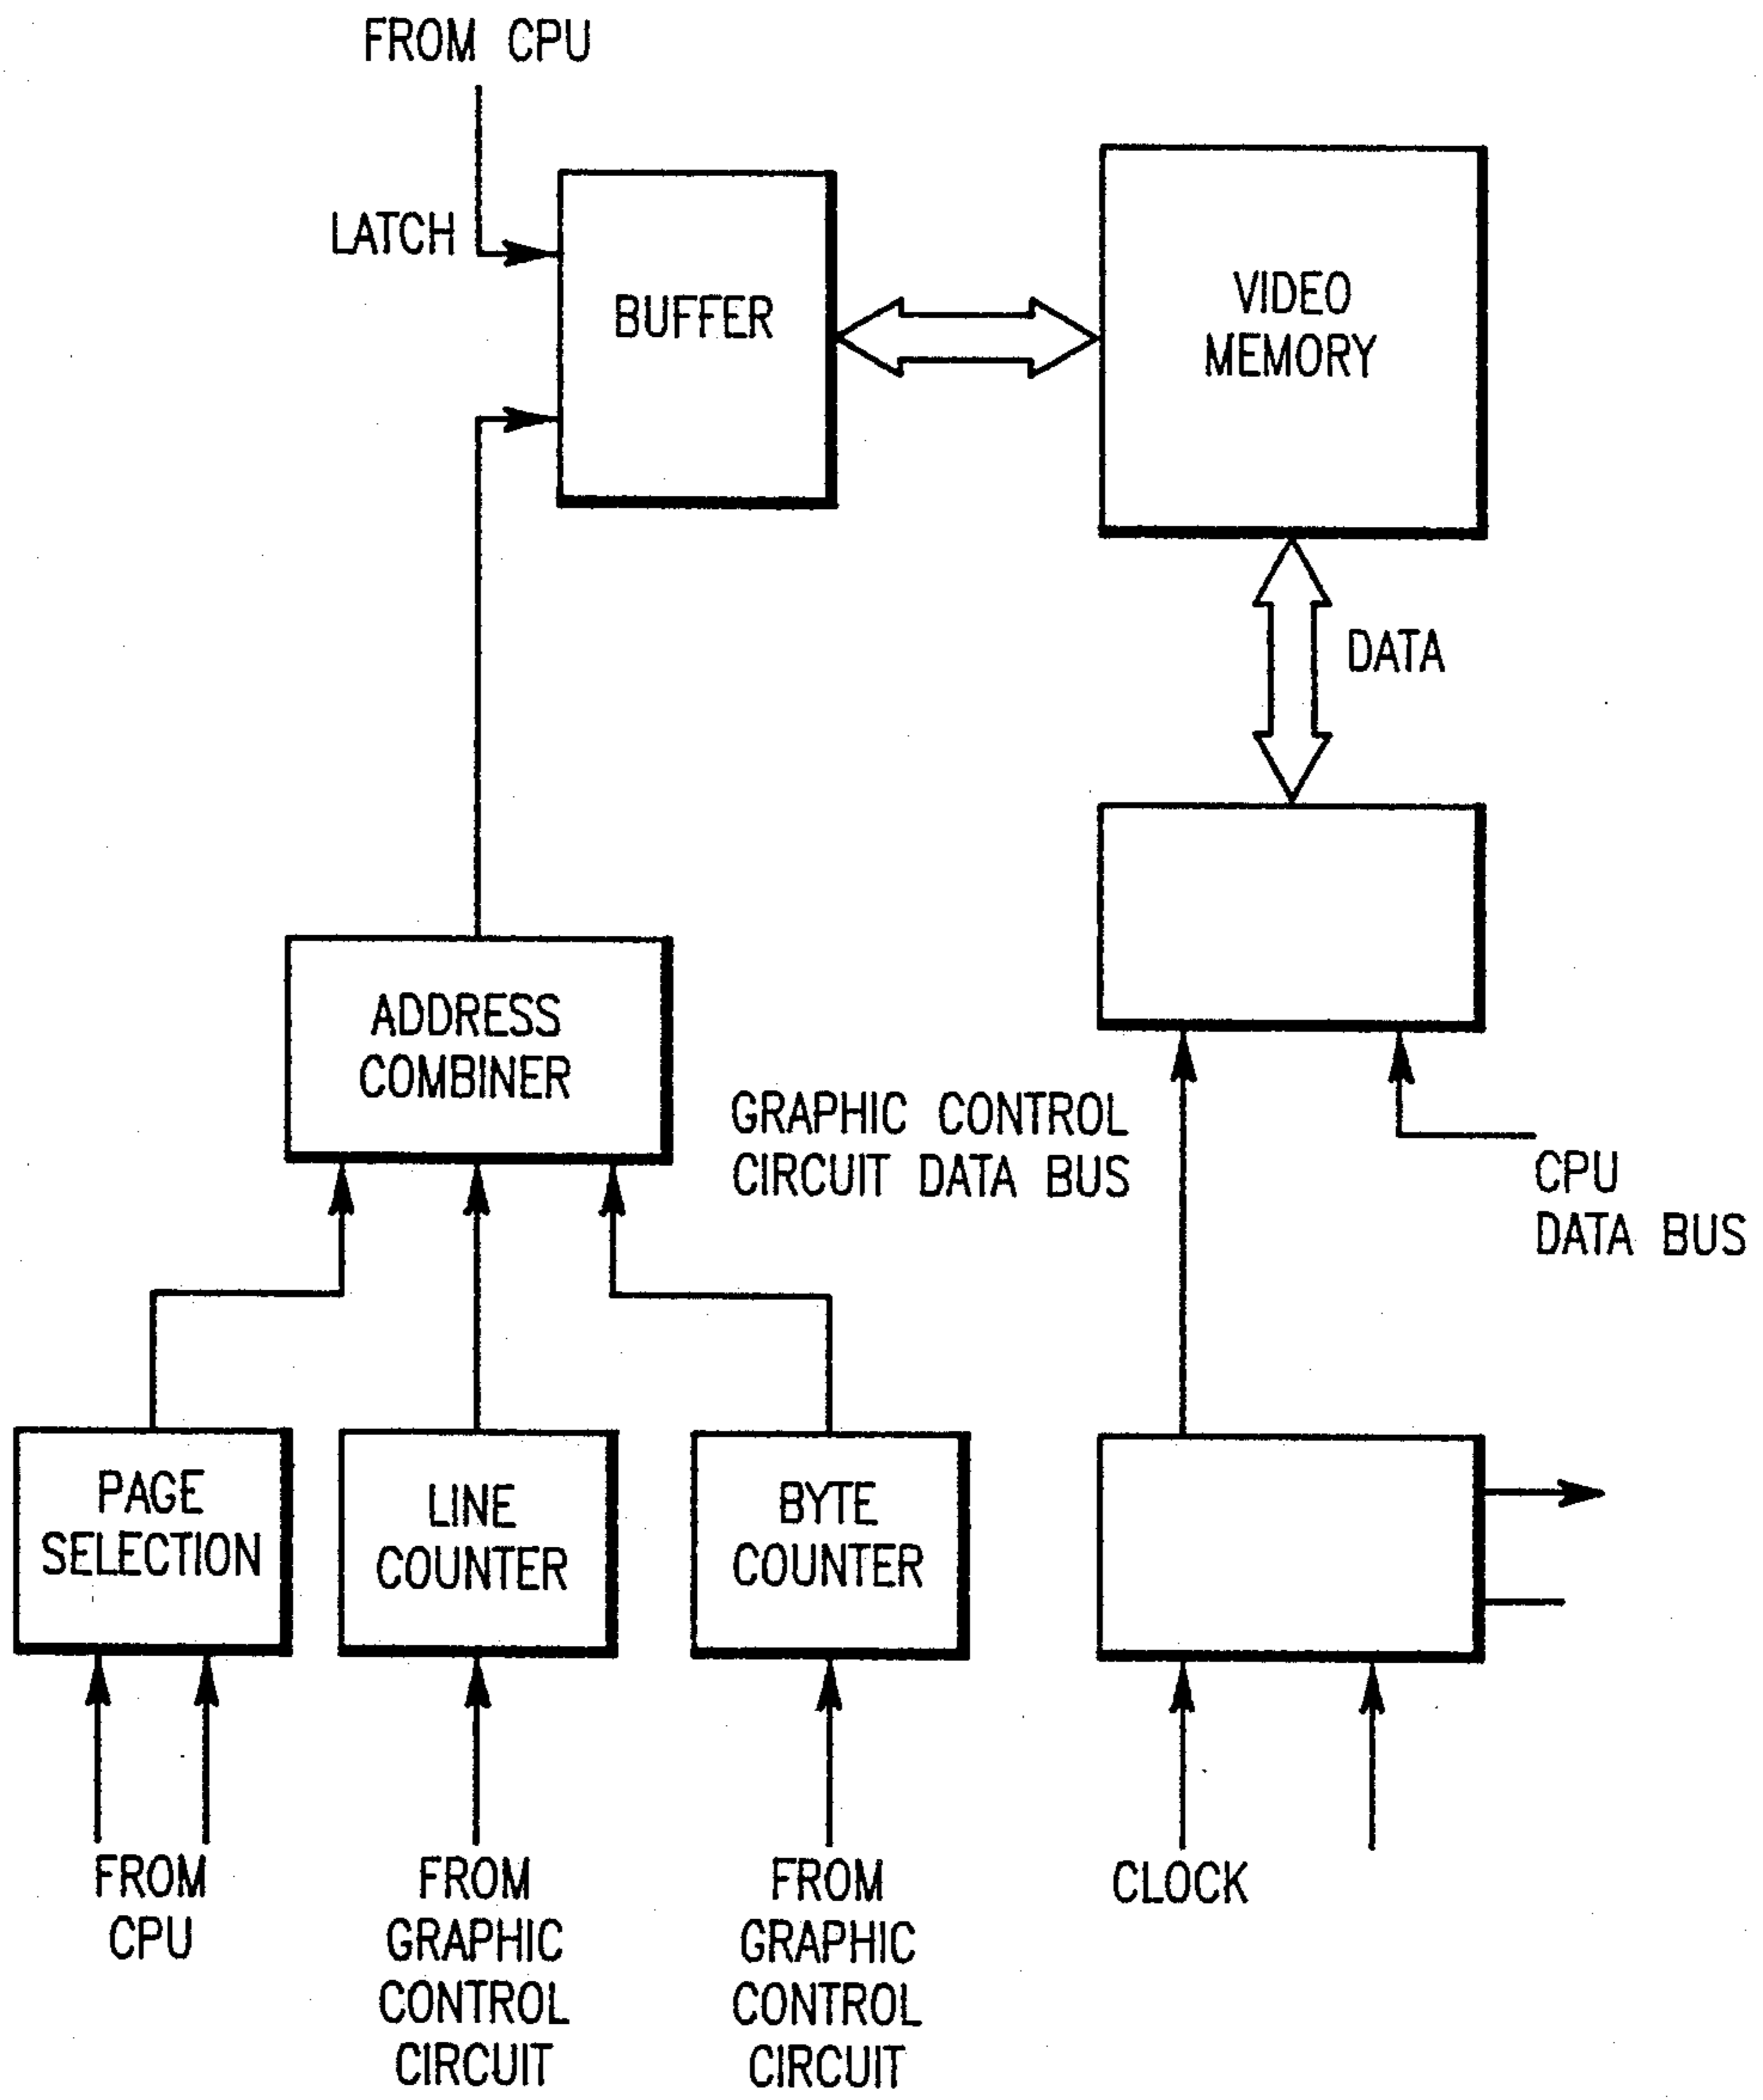 FROM CPU
LATCH
BUFFER
VIDEO
MEMORY
DATA
ADDRESS
COMBINER
GRAPHIC CONTROL
CIRCUIT DATA BUS
CPU
DATA BUS
PAGE
SELECTION
LINE
COUNTER
BYTE
COUNTER
FROM
CPU
FROM
GRAPHIC
CONTROL
CIRCUIT
FROM
GRAPHIC
CONTROL
CIRCUIT
CLOCK